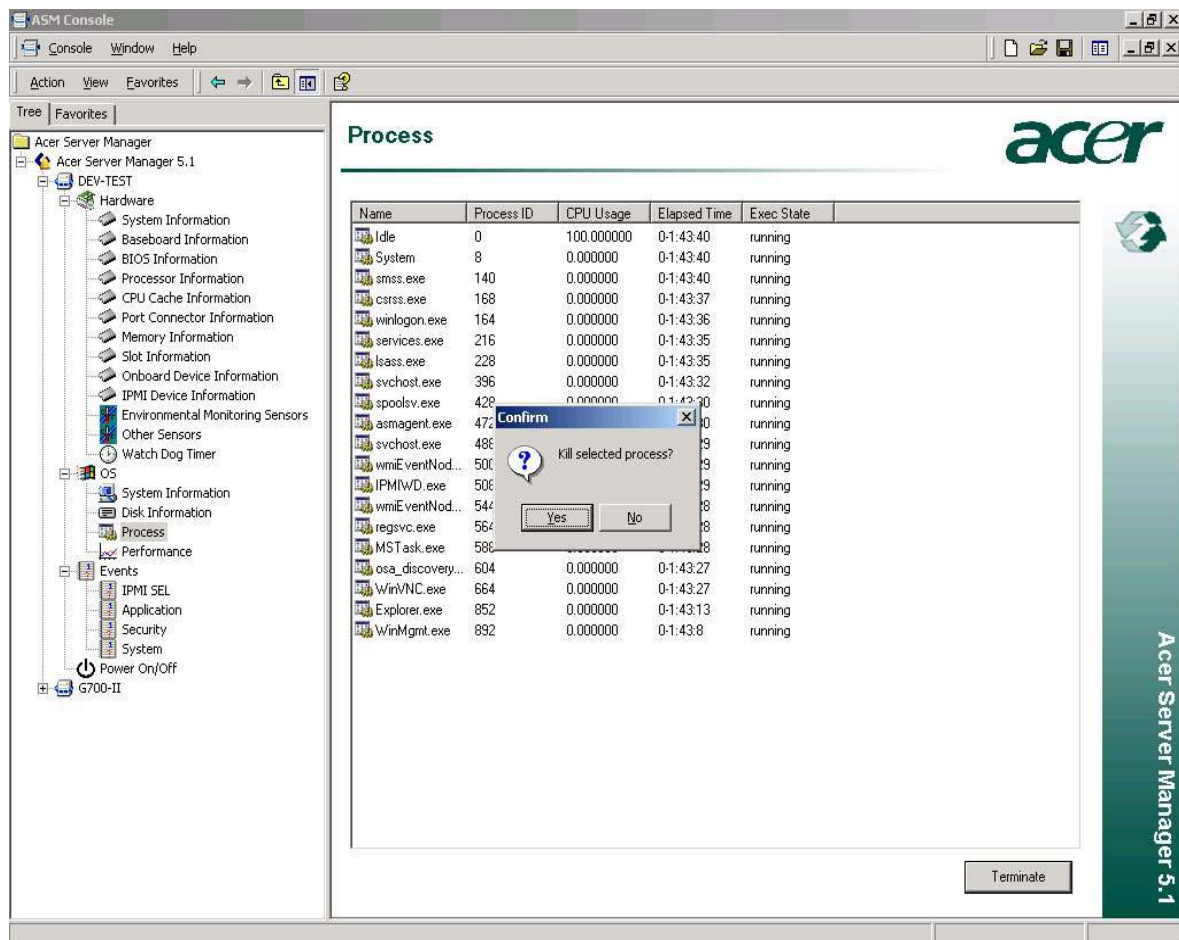 ASM Console
Console Window Help
Action View Favorites
Tree Favorites
Acer Server Manager
Acer Server Manager 5.1
DEV-TEST
Hardware
System Information
Baseboard Information
BIOS Information
Processor Information
CPU Cache Information
Port Connector Information
Memory Information
Slot Information
Onboard Device Information
IPMI Device Information
Environmental Monitoring Sensors
Other Sensors
Watch Dog Timer
OS
System Information
Disk Information
Process
Performance
Events
IPMI SEL
Application
Security
System
Power On/Off
G700-II
Process
acer
Name Process ID CPU Usage Elapsed Time Exec State
Idle 0 100.000000 0-1:43:40 running
System 8 0.000000 0-1:43:40 running
smss.exe 140 0.000000 0-1:43:40 running
csrss.exe 168 0.000000 0-1:43:37 running
winlogon.exe 164 0.000000 0-1:43:36 running
services.exe 216 0.000000 0-1:43:35 running
lsass.exe 228 0.000000 0-1:43:35 running
svchost.exe 396 0.000000 0-1:43:32 running
spoolsv.exe running
asmagent.exe running
svchost.exe running
wmiEventNod... running
IPMIWD.exe running
wmiEventNod... running
regsvc.exe running
MSTask.exe running
osa_discovery... 604 0.000000 0-1:43:27 running
WinVNC.exe 664 0.000000 0-1:43:27 running
Explorer.exe 852 0.000000 0-1:43:13 running
WinMgmt.exe 892 0.000000 0-1:43:8 running
Confirm
Kill selected process?
Yes No
Terminate
Acer Server Manager 5.1